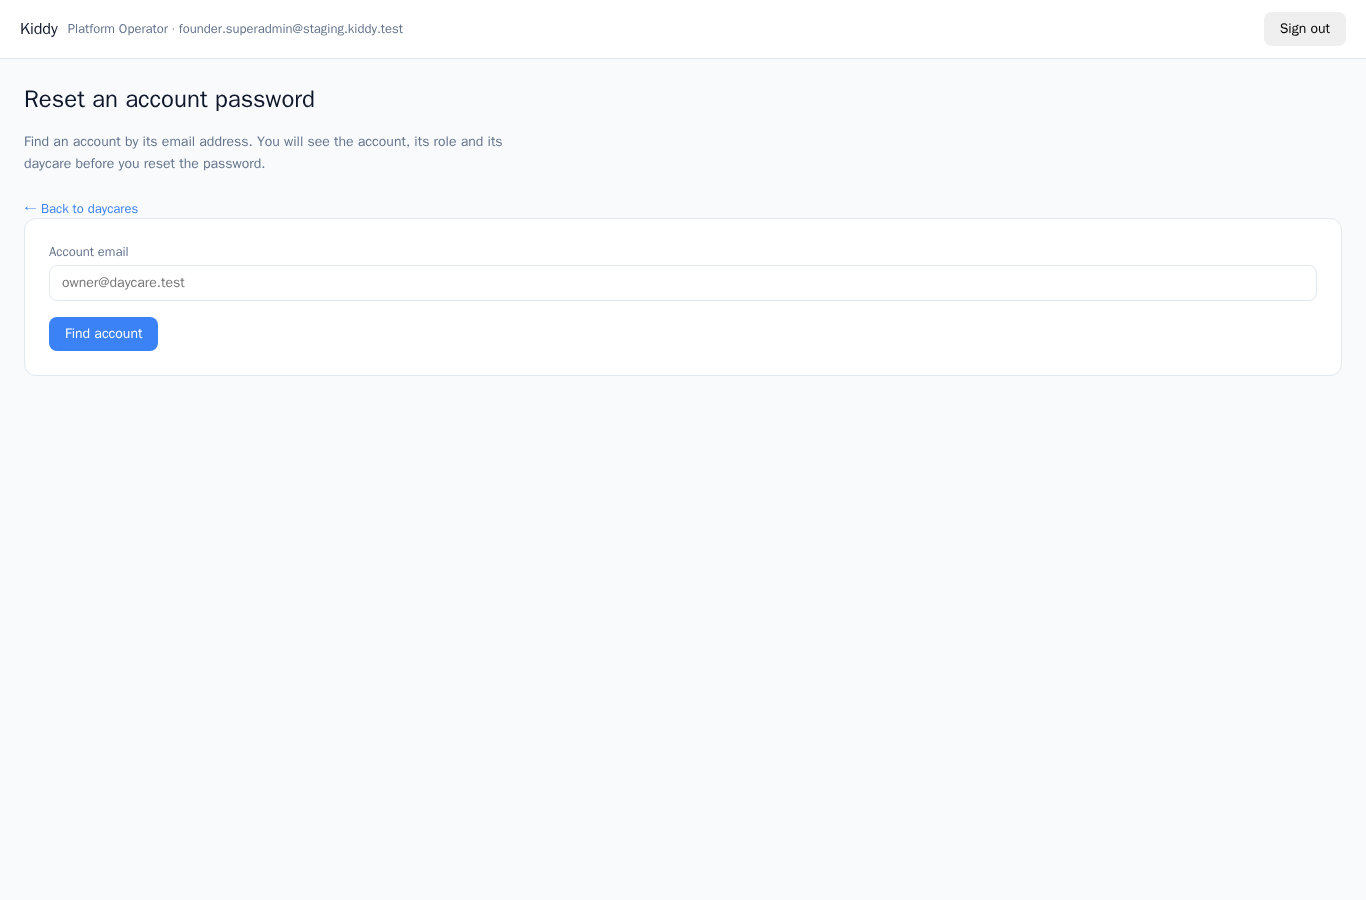 Kiddy Platform Operator · founder.superadmin@staging.kiddy.test
Sign out
Reset an account password
Find an account by its email address. You will see the account, its role and its
daycare before you reset the password.
← Back to daycares
Account email
owner@daycare.test
Find account